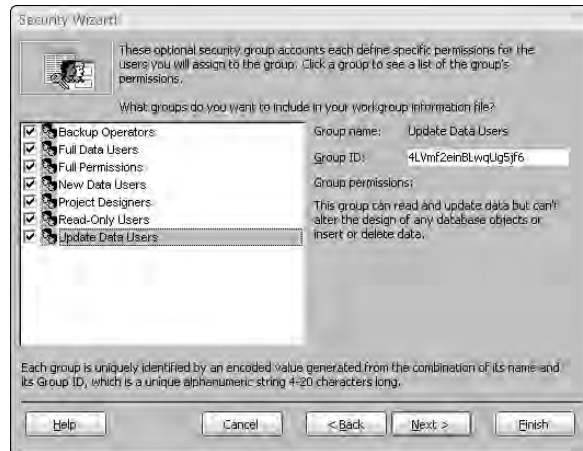 Security Wizard
These optional security group accounts each define specific permissions for the
users you will assign to the group. Click a group to see a list of the group's
permissions.
What groups do you want to include in your workgroup information file?
Backup Operators
Full Data Users
Full Permissions
New Data Users
Project Designers
Read-Only Users
Update Data Users
Group name: Update Data Users
Group ID: 4LVmf2einBLwqUg5jf6
Group permissions:
This group can read and update data but can't
alter the design of any database objects or
insert or delete data.
Each group is uniquely identified by an encoded value generated from the combination of its name and
its Group ID, which is a unique alphanumeric string 4-20 characters long.
Help Cancel < Back Next > Finish